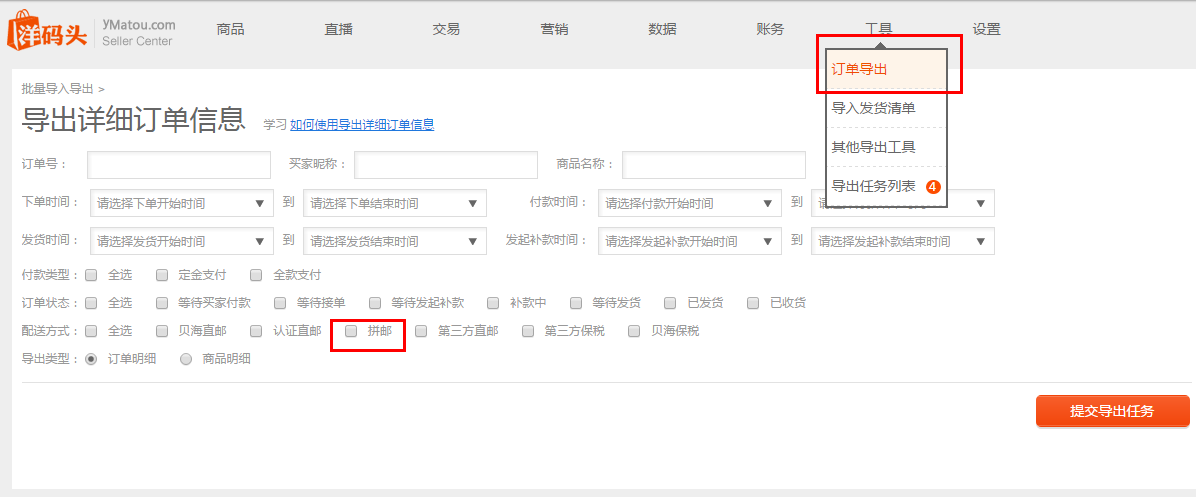 洋码头 YMatou.com
Seller Center
商品 直播 交易 营销 数据 账务 工具 设置
订单导出
导入发货清单
其他导出工具
导出任务列表 4
批量导入导出 >
导出详细订单信息 学习 如何使用导出详细订单信息
订单号： 买家昵称： 商品名称：
下单时间： 请选择下单开始时间 到 请选择下单结束时间 付款时间： 请选择付款开始时间 到
发货时间： 请选择发货开始时间 到 请选择发货结束时间 发起补款时间： 请选择发起补款开始时间 到 请选择发起补款结束时间
付款类型： 全选 定金支付 全款支付
订单状态： 全选 等待买家付款 等待接单 等待发起补款 补款中 等待发货 已发货 已收货
配送方式： 全选 贝海直邮 认证直邮 拼邮 第三方直邮 第三方保税 贝海保税
导出类型： 订单明细 商品明细
提交导出任务